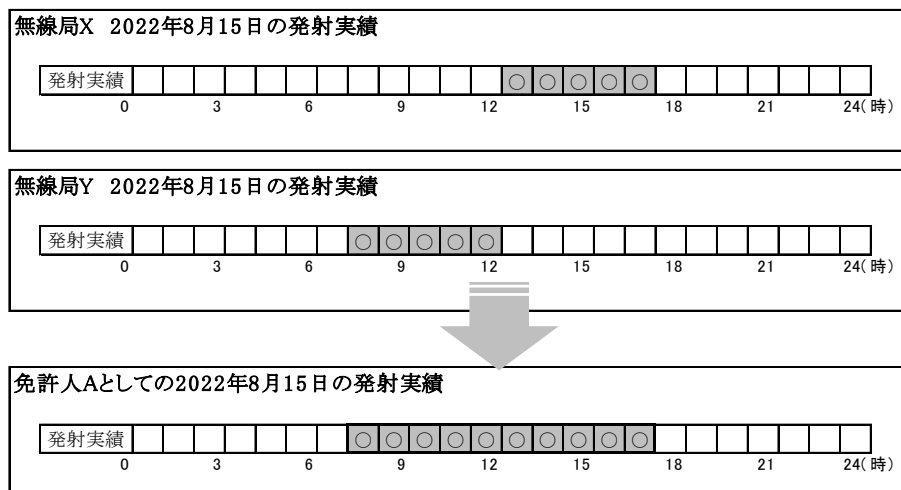 無線局X 2022年8月15日の発射実績
発射実績 ○ ○ ○ ○ ○
0 3 6 9 12 15 18 21 24(時)
無線局Y 2022年8月15日の発射実績
発射実績 ○ ○ ○ ○ ○
0 3 6 9 12 15 18 21 24(時)
免許人Aとしての2022年8月15日の発射実績
発射実績 ○ ○ ○ ○ ○ ○ ○ ○ ○ ○
0 3 6 9 12 15 18 21 24(時)